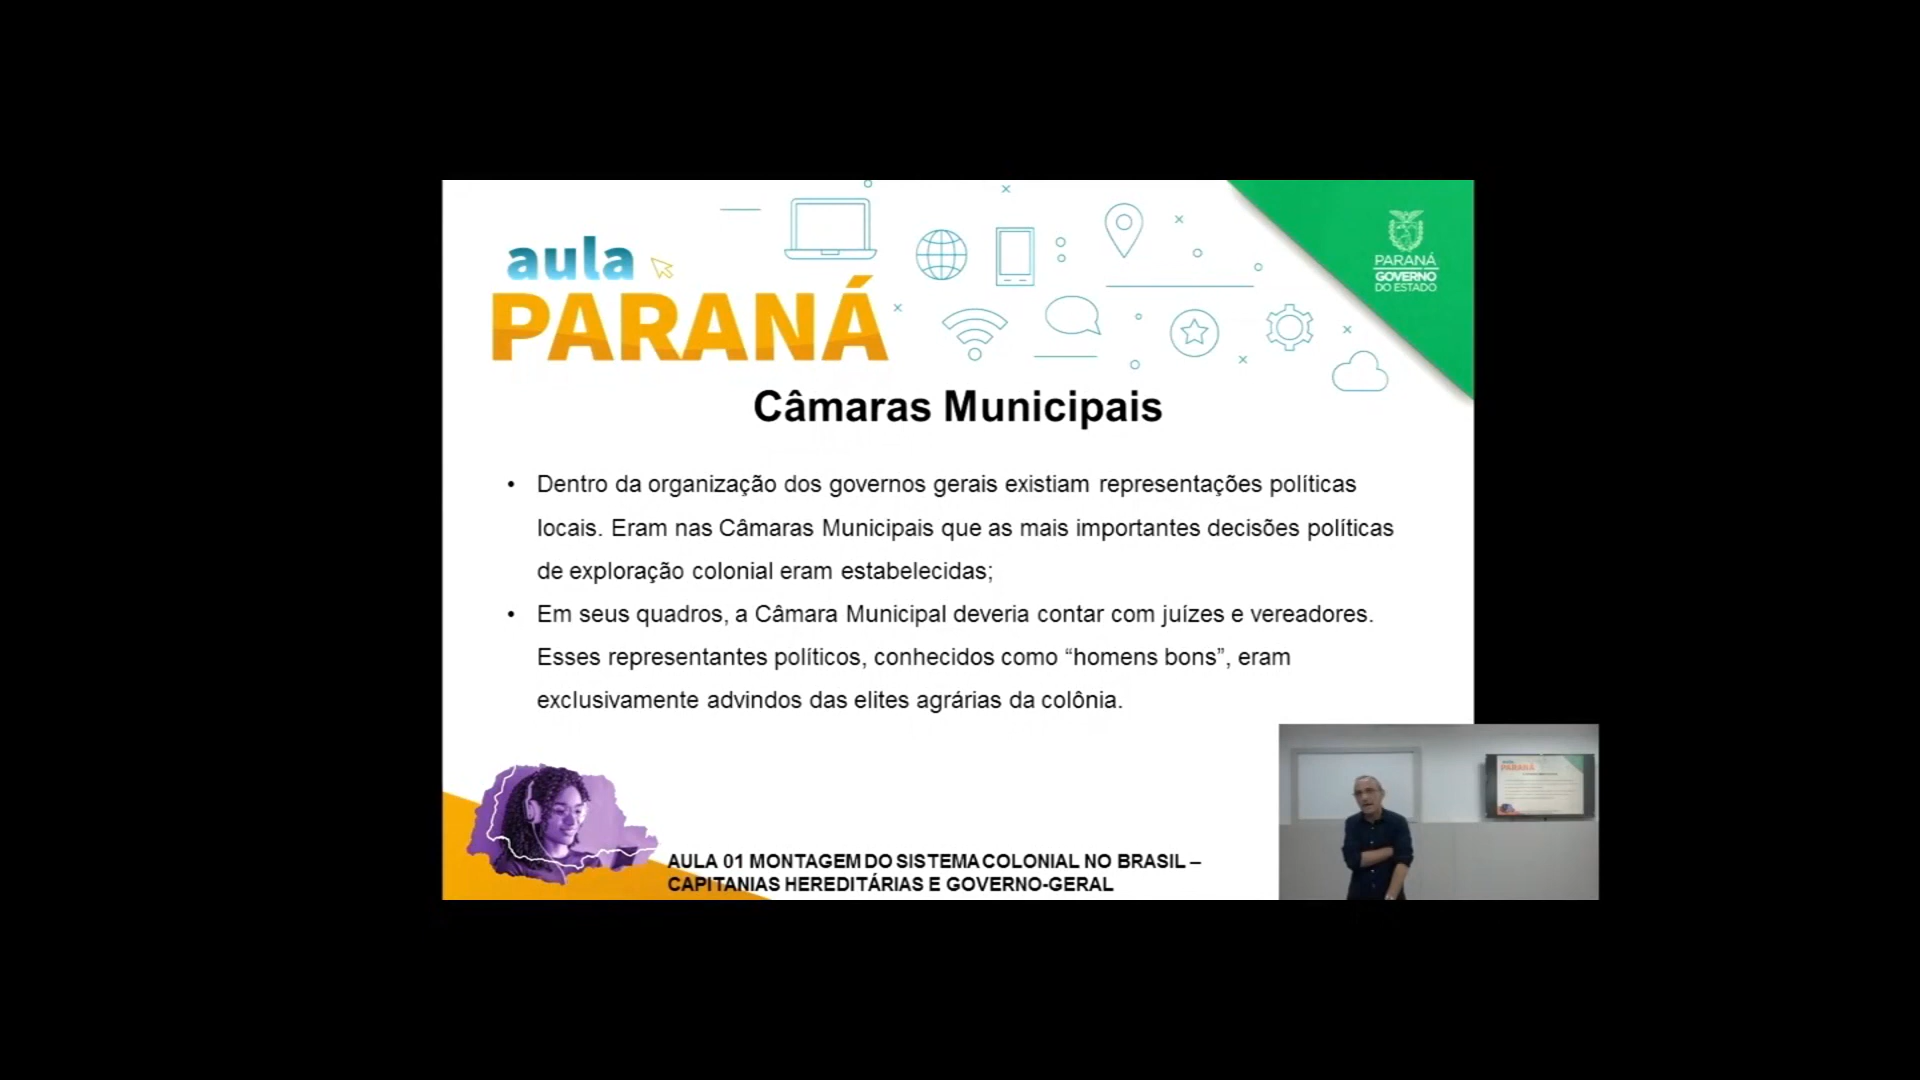 aula
PARANÁ
PARANÁ
GOVERNO
DO ESTADO
Câmaras Municipais
• Dentro da organização dos governos gerais existiam representações políticas
locais. Eram nas Câmaras Municipais que as mais importantes decisões políticas
de exploração colonial eram estabelecidas;
• Em seus quadros, a Câmara Municipal deveria contar com juízes e vereadores.
Esses representantes políticos, conhecidos como “homens bons”, eram
exclusivamente advindos das elites agrárias da colônia.
AULA 01 MONTAGEM DO SISTEMA COLONIAL NO BRASIL –
CAPITANIAS HEREDITÁRIAS E GOVERNO-GERAL
PARANÁ